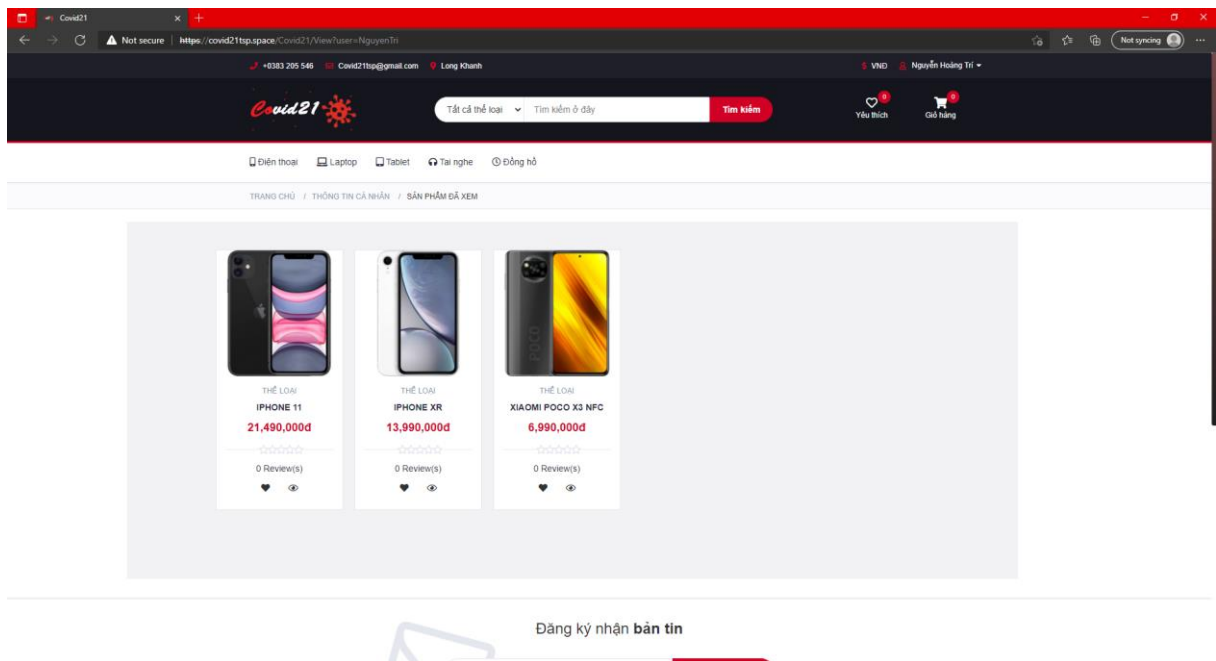 Covid21
Not secure | https://covid21tsp.space/Covid21/View?user=NguyenTri
Not syncing
+0383 205 546 Covid21tsp@gmail.com Long Khanh $ VNĐ Nguyễn Hoàng Trí
Covid21
Tất cả thể loại Tìm kiếm ở đây Tìm kiếm
0 0
Yêu thích Giỏ hàng
Điện thoại Laptop Tablet Tai nghe Đồng hồ
TRANG CHỦ / THÔNG TIN CÁ NHÂN / SẢN PHẨM ĐÃ XEM
POCO
THỂ LOẠI THỂ LOẠI THỂ LOẠI
IPHONE 11 IPHONE XR XIAOMI POCO X3 NFC
21,490,000đ 13,990,000đ 6,990,000đ
0 Review(s) 0 Review(s) 0 Review(s)
Đăng ký nhận bản tin